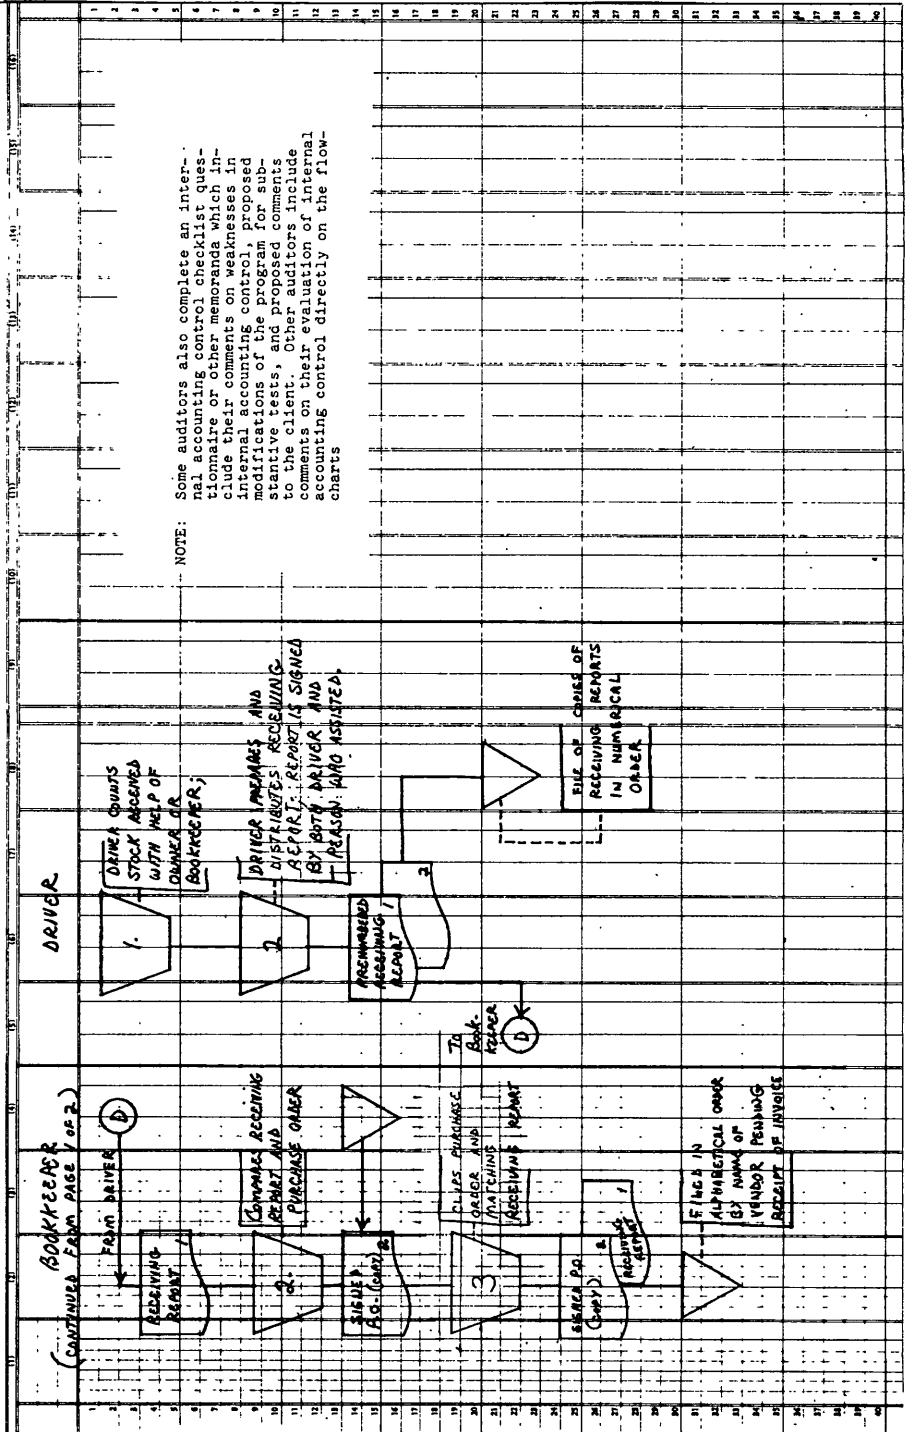 BOOKKEEPER
(CONTINUED FROM PAGE 1 OF 2)
FROM DRIVER
D
RECEIVING
REPORT
1
2.
COMPARES RECEIVING
REPORT AND
PURCHASE ORDER
SIGNED
P.O. (COPY)
2
3
CLIPS PURCHASE
ORDER AND
MATCHING
RECEIVING REPORT
SIGNED P.O
(COPY)
2
RECEIVING
REPORT
1
FILED IN
ALPHABETICAL ORDER
BY NAME OF
VENDOR PENDING
RECEIPT OF INVOICE
DRIVER
1.
DRIVER COUNTS
STOCK RECEIVED
WITH HELP OF
OWNER OR
BOOKKEEPER;
2
DRIVER PREPARES AND
DISTRIBUTES RECEIVING
REPORT; REPORT IS SIGNED
BY BOTH DRIVER AND
PERSON WHO ASSISTED.
PRENUMBERED
RECEIVING
REPORT
1
2
TO
BOOK-
KEEPER
D
FILE OF COPIES OF
RECEIVING REPORTS
IN NUMERICAL
ORDER
NOTE: Some auditors also complete an inter-
nal accounting control checklist ques-
tionnaire or other memoranda which in-
clude their comments on weaknesses in
internal accounting control, proposed
modifications of the program for sub-
stantive tests, and proposed comments
to the client. Other auditors include
comments on their evaluation of internal
accounting control directly on the flow-
charts